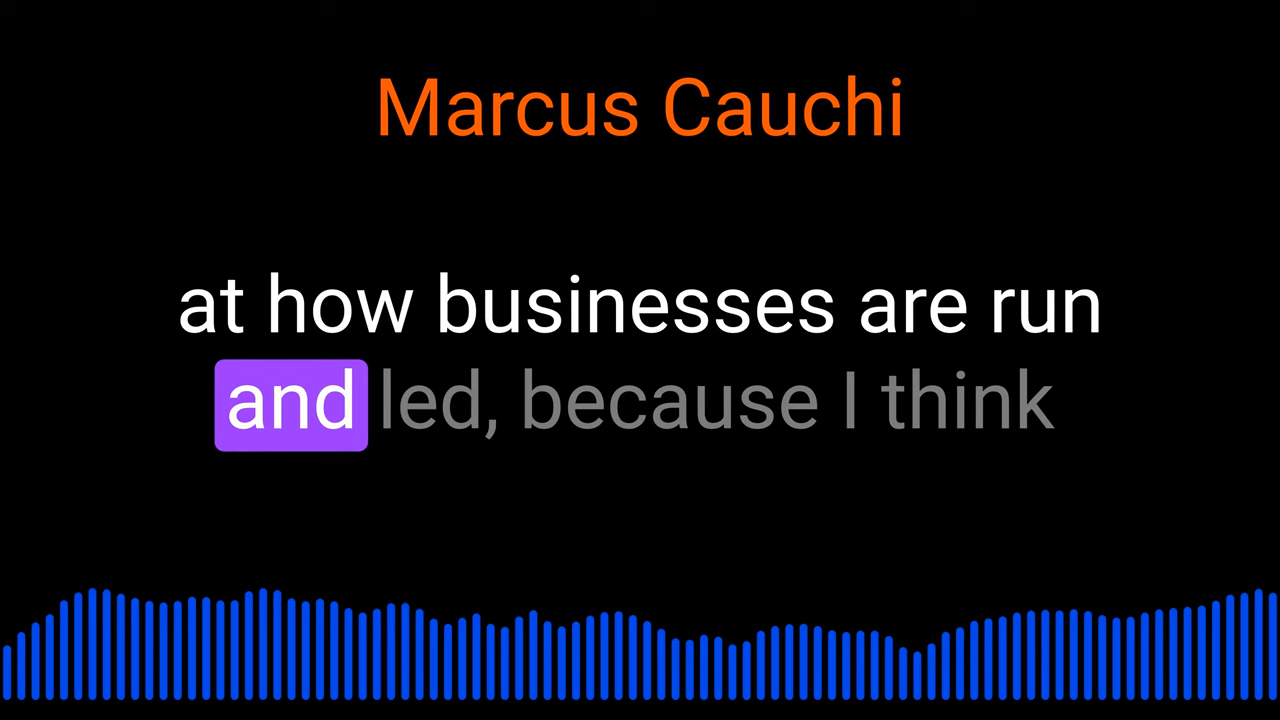 Marcus Cauchi
at how businesses are run
and led, because I think